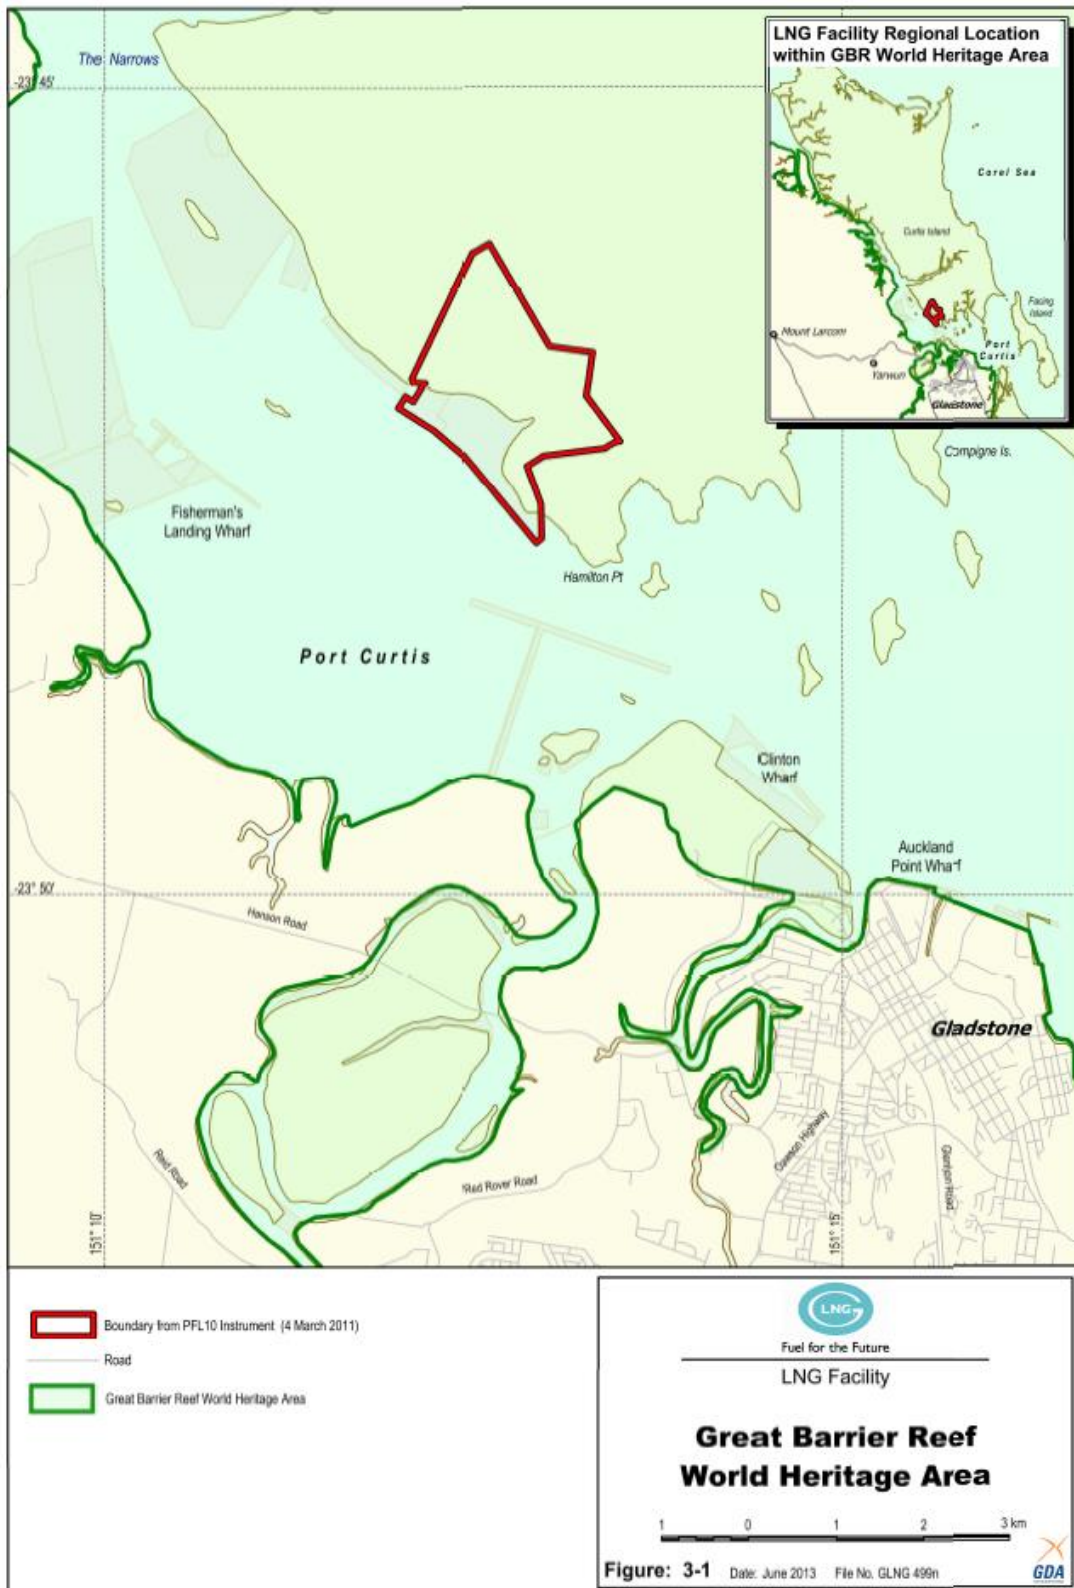 LNG Facility Regional Location
within GBR World Heritage Area
Coral Sea
Curtis Island
Facing
Island
Mount Larcom
Port
Curtis
Yarwun
Gladstone
The Narrows
-23° 45'
Compigne Is.
Fisherman's
Landing Wharf
Hamilton Pt
Port Curtis
Clinton
Wharf
Auckland
Point Wharf
-23° 50'
Hanson Road
Gladstone
Reid Road
Red Rover Road
Dawson Highway
Glenlyon Road
151° 10'
151° 15'
Boundary from PFL10 Instrument (4 March 2011)
Road
Great Barrier Reef World Heritage Area
LNG
Fuel for the Future
LNG Facility
Great Barrier Reef
World Heritage Area
1 0 1 2 3 km
Figure: 3-1 Date: June 2013 File No. GLNG 499n
GDA